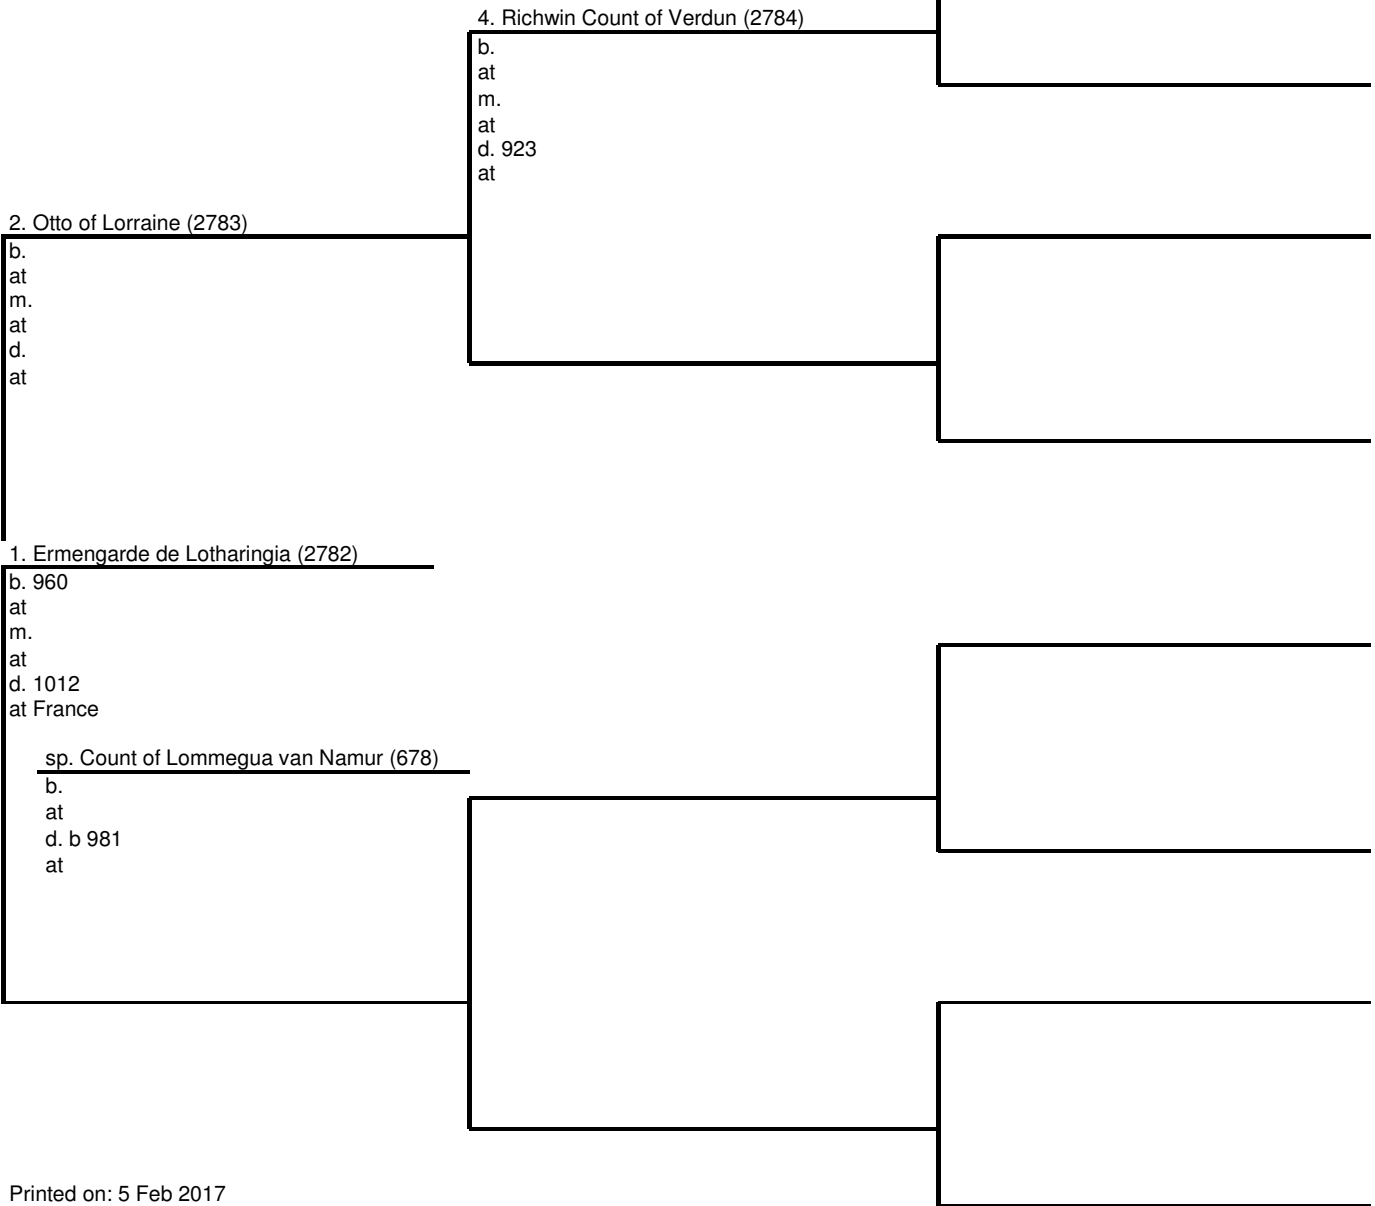 4. Richwin Count of Verdun (2784)
b.
at
m.
at
d. 923
at
2. Otto of Lorraine (2783)
b.
at
m.
at
d.
at
1. Ermengarde de Lotharingia (2782)
b. 960
at
m.
at
d. 1012
at France
sp. Count of Lommegua van Namur (678)
b.
at
d. b 981
at
Printed on: 5 Feb 2017